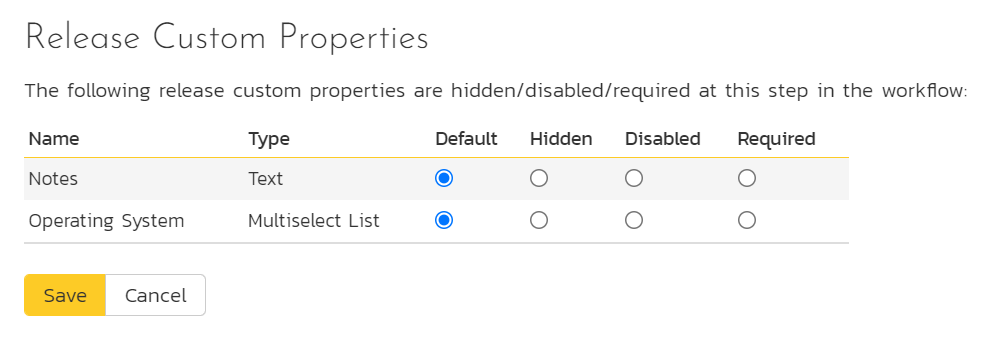 Release Custom Properties
The following release custom properties are hidden/disabled/required at this step in the workflow:
Name Type Default Hidden Disabled Required
Notes Text
Operating System Multiselect List
Save Cancel